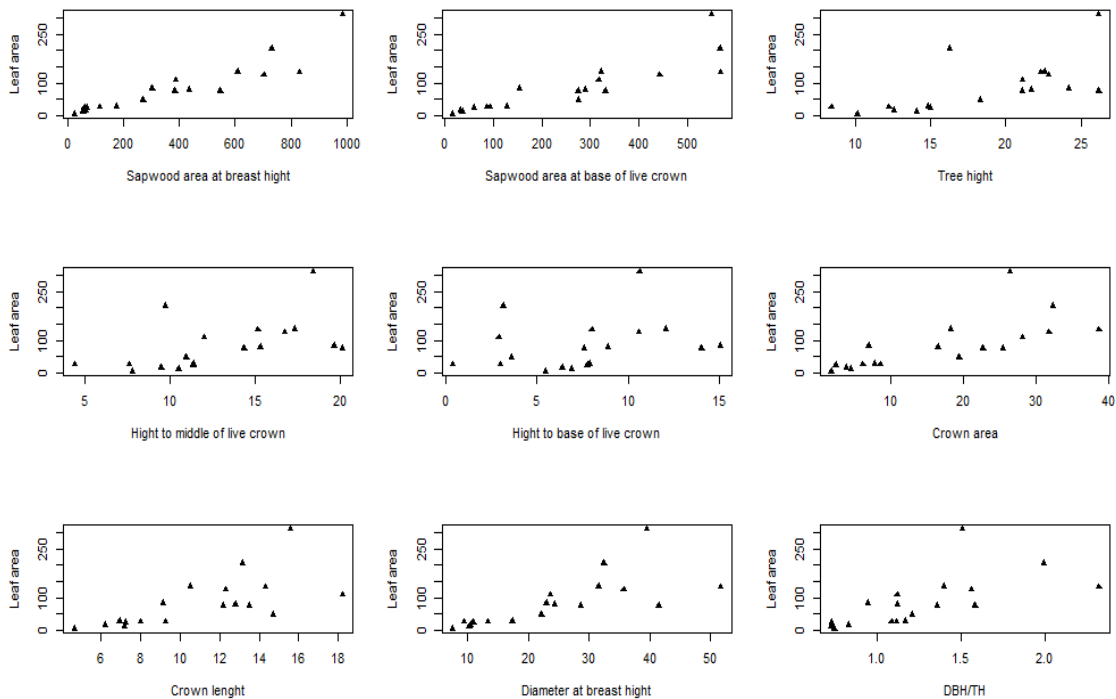 Leaf area
0 100 250
0 200 400 600 800 1000
Sapwood area at breast hight
Leaf area
0 100 250
0 100 200 300 400 500
Sapwood area at base of live crown
Leaf area
0 100 250
10 15 20 25
Tree hight
Leaf area
0 100 250
5 10 15 20
Hight to middle of live crown
Leaf area
0 100 250
0 5 10 15
Hight to base of live crown
Leaf area
0 100 250
10 20 30 40
Crown area
Leaf area
0 100 250
6 8 10 12 14 16 18
Crown lenght
Leaf area
0 100 250
10 20 30 40 50
Diameter at breast hight
Leaf area
0 100 250
1.0 1.5 2.0
DBH/TH